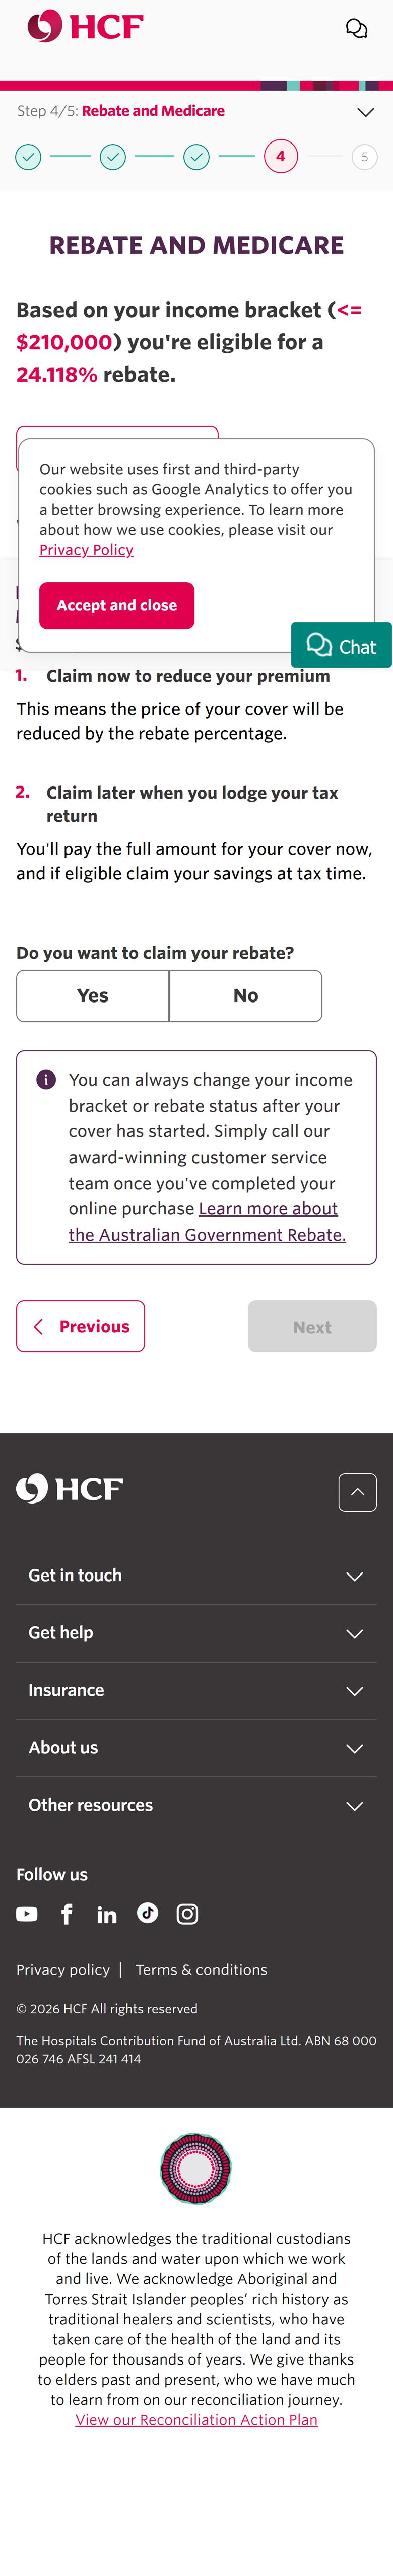 HCF
Step 4/5: Rebate and Medicare
4
5
REBATE AND MEDICARE
Based on your income bracket (<=
$210,000) you're eligible for a
24.118% rebate.
Our website uses first and third-party
cookies such as Google Analytics to offer you
a better browsing experience. To learn more
about how we use cookies, please visit our
Privacy Policy
Accept and close
Chat
1. Claim now to reduce your premium
This means the price of your cover will be
reduced by the rebate percentage.
2. Claim later when you lodge your tax
return
You'll pay the full amount for your cover now,
and if eligible claim your savings at tax time.
Do you want to claim your rebate?
Yes
No
You can always change your income
bracket or rebate status after your
cover has started. Simply call our
award-winning customer service
team once you've completed your
online purchase Learn more about
the Australian Government Rebate.
Previous
Next
HCF
Get in touch
Get help
Insurance
About us
Other resources
Follow us
Privacy policy | Terms & conditions
© 2026 HCF All rights reserved
The Hospitals Contribution Fund of Australia Ltd. ABN 68 000
026 746 AFSL 241 414
HCF acknowledges the traditional custodians
of the lands and water upon which we work
and live. We acknowledge Aboriginal and
Torres Strait Islander peoples’ rich history as
traditional healers and scientists, who have
taken care of the health of the land and its
people for thousands of years. We give thanks
to elders past and present, who we have much
to learn from on our reconciliation journey.
View our Reconciliation Action Plan